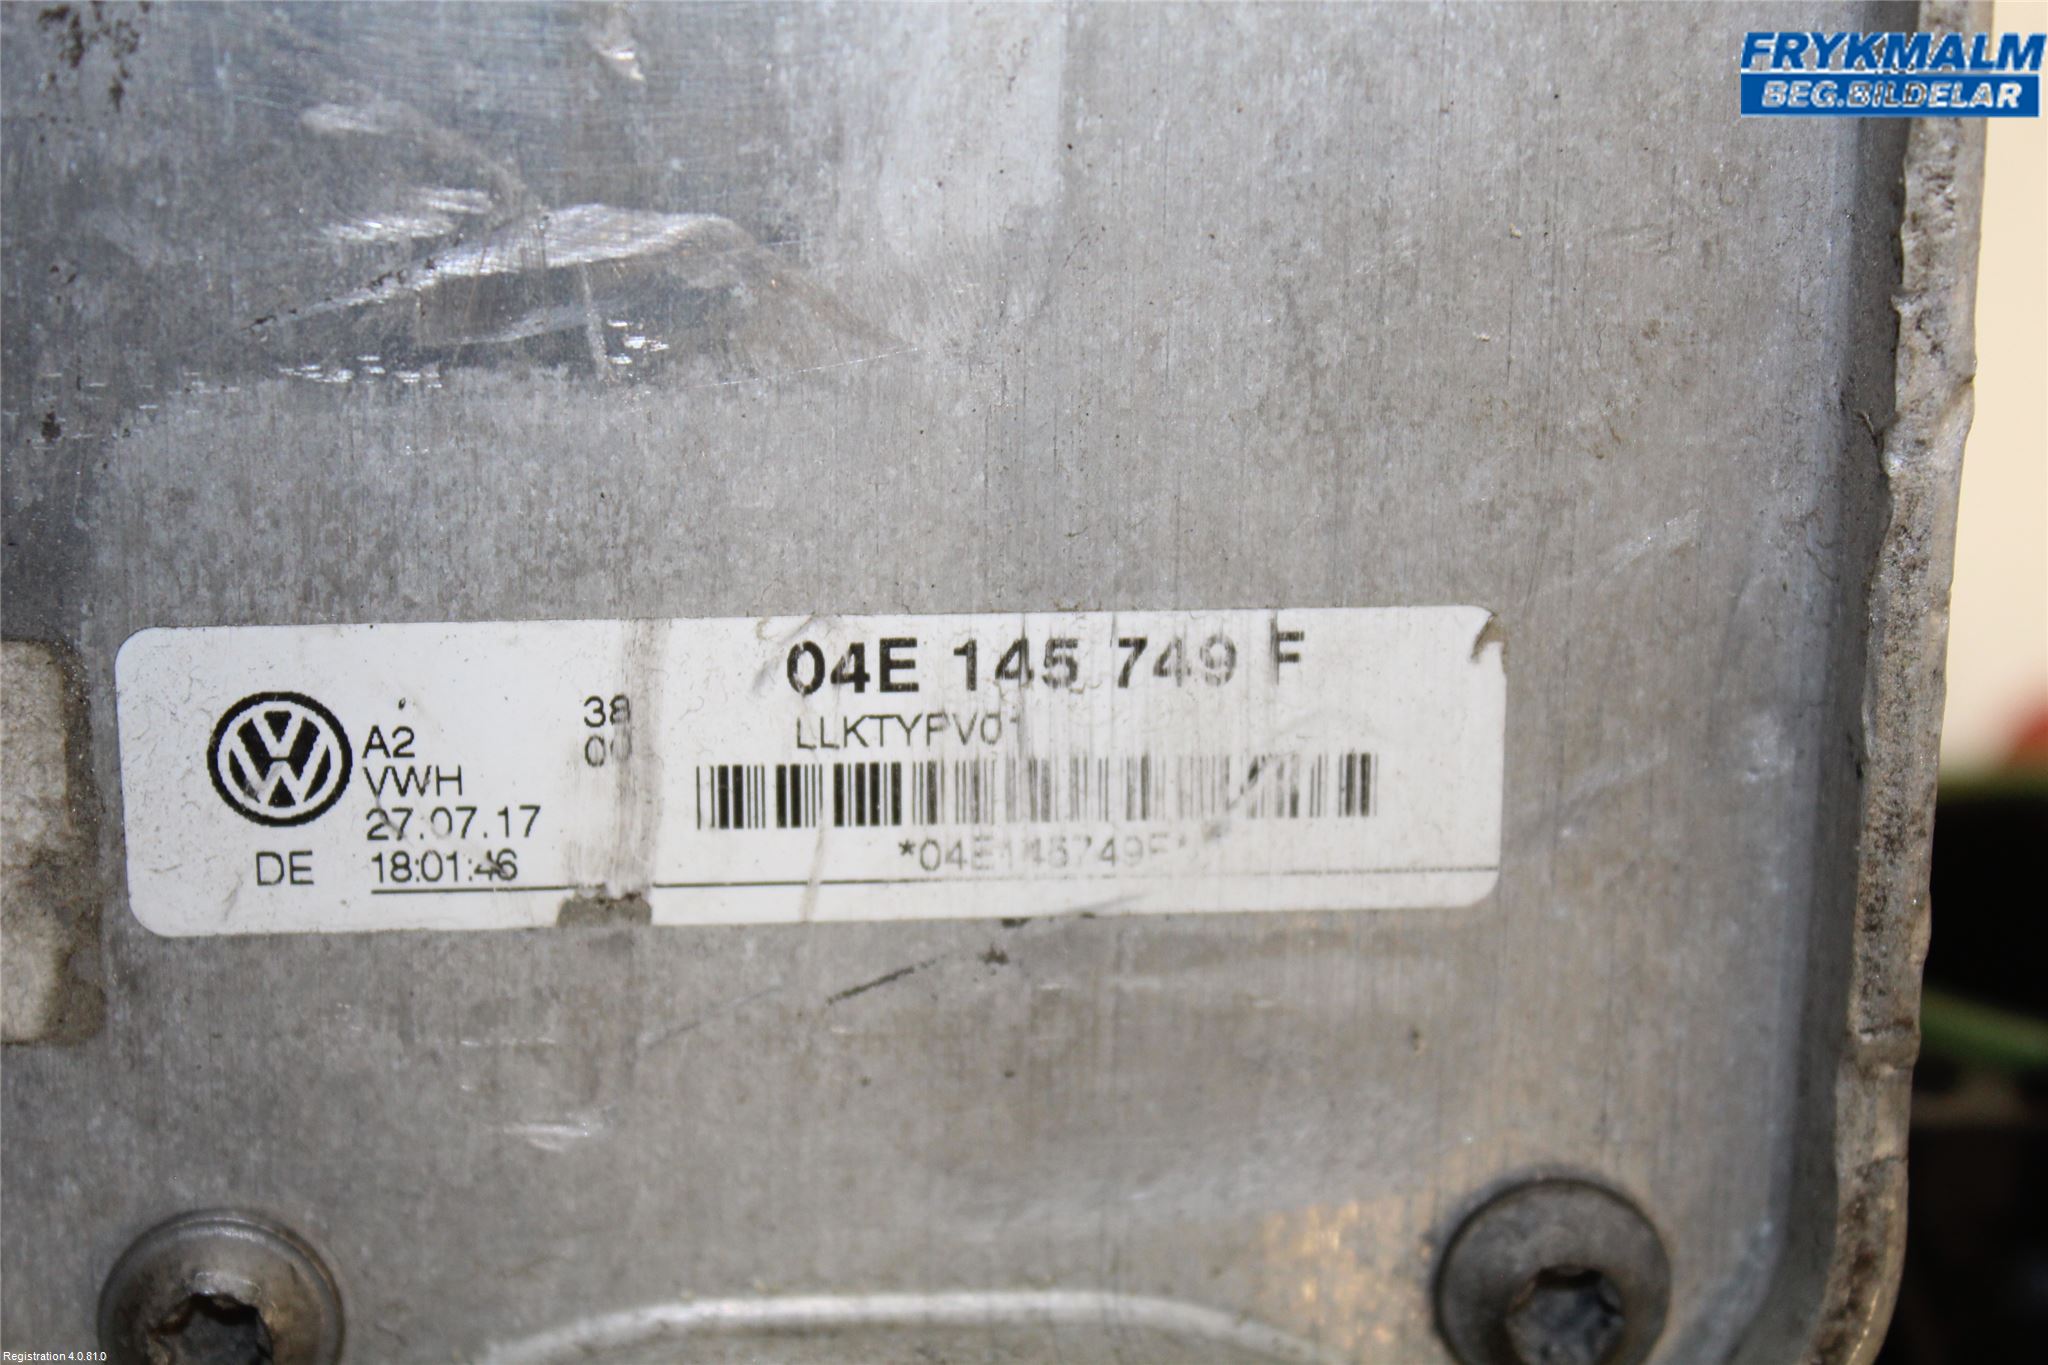 FRYKMALM
BEG.BILDELAR
04E 145 749 F
LLKTYPV01
38
00
A2
VWH
27.07.17
DE 18:01:46
*04E145749F*
Registration 4.0.81.0